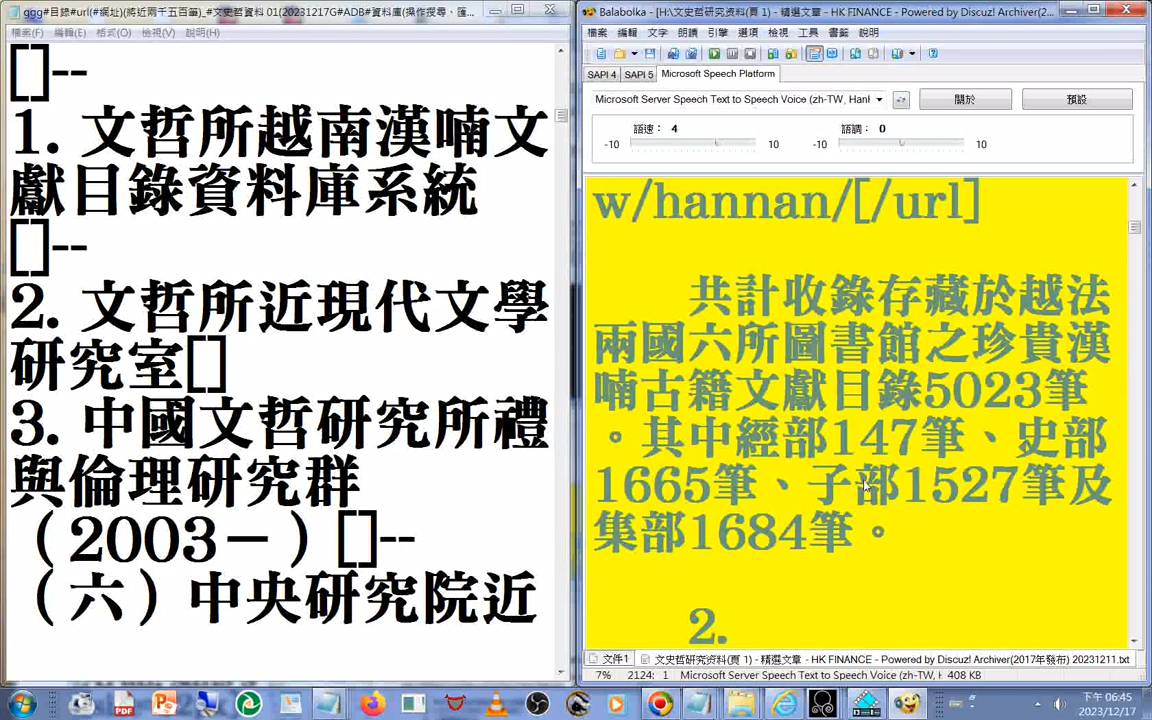 ggg#目錄#url(#網址)(將近兩千五百筆)_#文史哲資料 01(20231217G#ADB#資料庫(操作搜尋、匯...
檔案(F) 編輯(E) 格式(O) 檢視(V) 說明(H)
[]--
1. 文哲所越南漢喃文
獻目錄資料庫系統
[]--
2. 文哲所近現代文學
研究室[]
3. 中國文哲研究所禮
與倫理研究群
（2003－）[]--
（六）中央研究院近
Balabolka - [H:\文史哲研究资料(頁 1) - 精選文章 - HK FINANCE - Powered by Discuz! Archiver(2...
檔案 編輯 文字 朗讀 引擎 選項 檢視 工具 書籤 說明
SAPI 4 SAPI 5 Microsoft Speech Platform
Microsoft Server Speech Text to Speech Voice (zh-TW, HanI
關於 預設
語速： 4 語調： 0
-10 10 -10 10
w/hannan/[/url]
共計收錄存藏於越法
兩國六所圖書館之珍貴漢
喃古籍文獻目錄5023筆
。其中經部147筆、史部
1665筆、子部1527筆及
集部1684筆。
2.
文件1 文史哲研究资料(頁 1) - 精選文章 - HK FINANCE - Powered by Discuz! Archiver(2017年發布) 20231211.txt
7% 2124: 1 Microsoft Server Speech Text to Speech Voice (zh-TW, H 408 KB
下午 06:45
2023/12/17